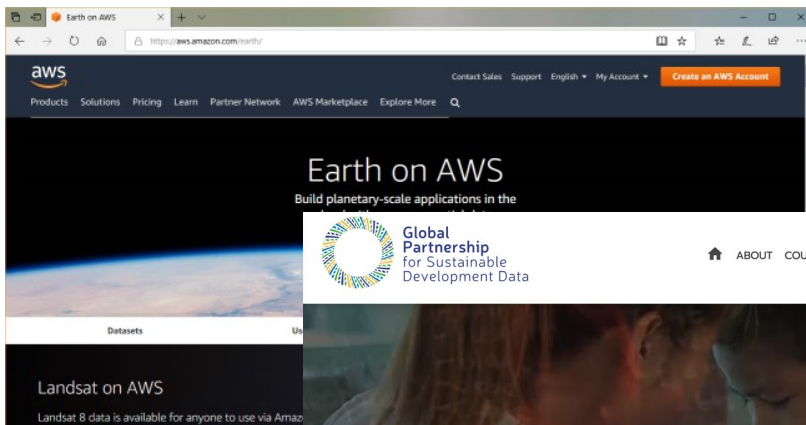 Earth on AWS
https://aws.amazon.com/earth/
aws
Contact Sales Support English My Account Create an AWS Account
Products Solutions Pricing Learn Partner Network AWS Marketplace Explore More
Earth on AWS
Build planetary-scale applications in the
Global
Partnership
for Sustainable
Development Data
ABOUT COU
Datasets Us
Landsat on AWS
Landsat 8 data is available for anyone to use via Amaz